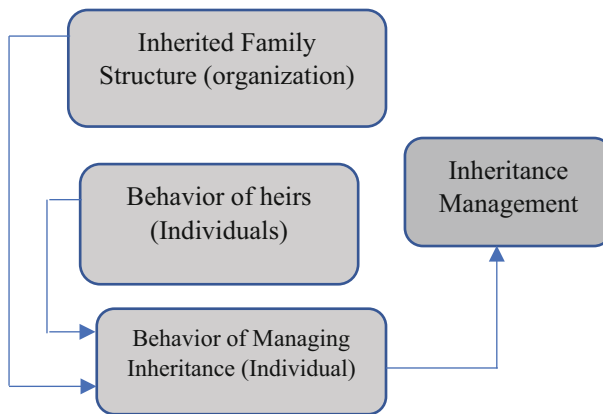 Inherited Family
Structure (organization)
Behavior of heirs
(Individuals)
Inheritance
Management
Behavior of Managing
Inheritance (Individual)